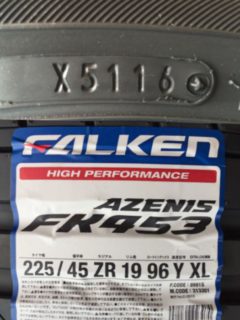 X5116
FALKEN
HIGH PERFORMANCE
AZENIS
FK453
225/45 ZR 19 96 Y XL